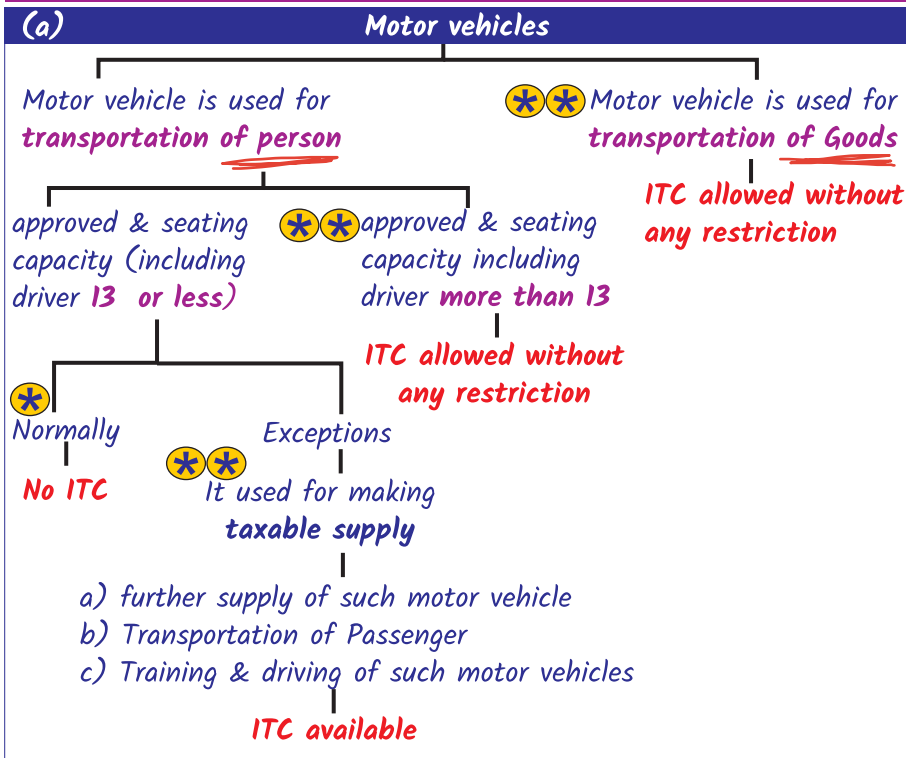 (a) Motor vehicles
Motor vehicle is used for
transportation of person
** Motor vehicle is used for
transportation of Goods
ITC allowed without
any restriction
approved & seating
capacity (including
driver 13 or less)
** approved & seating
capacity including
driver more than 13
ITC allowed without
any restriction
*
Normally
No ITC
Exceptions
**
It used for making
taxable supply
a) further supply of such motor vehicle
b) Transportation of Passenger
c) Training & driving of such motor vehicles
ITC available